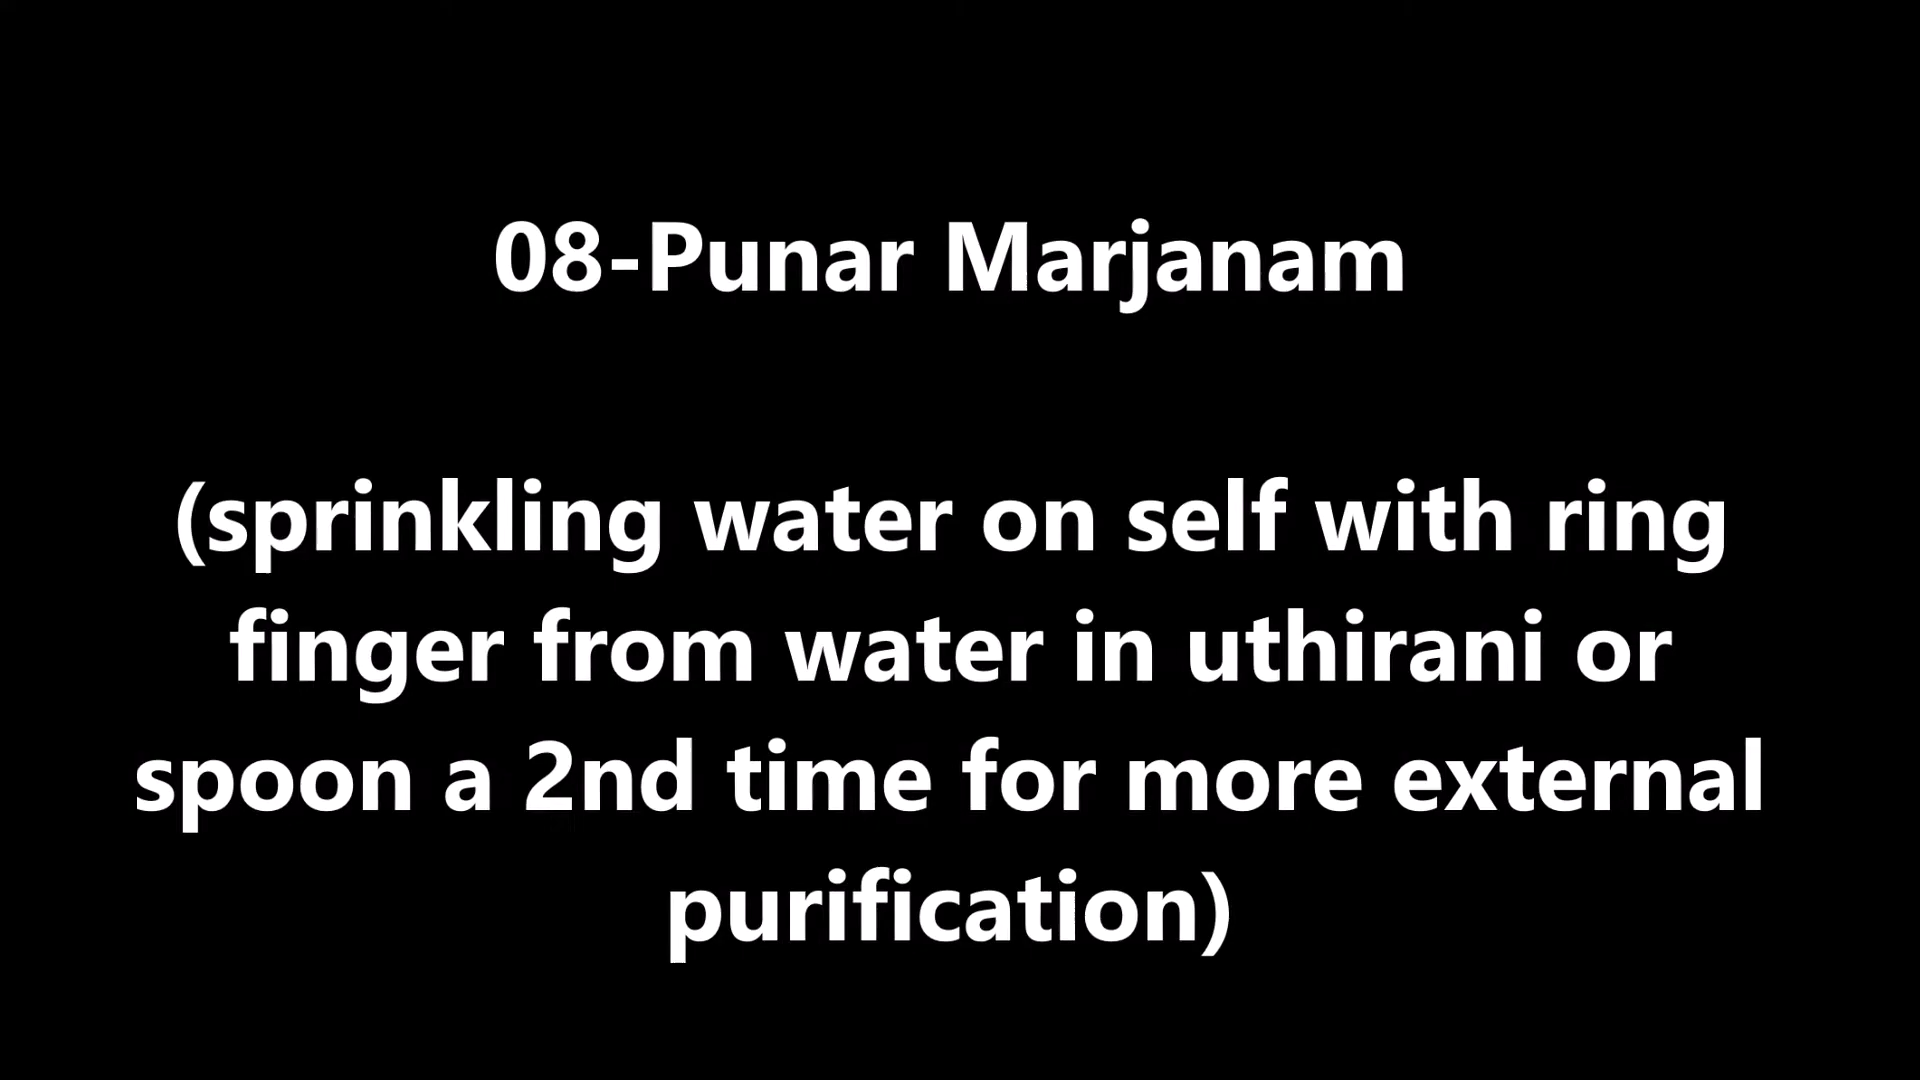 08-Punar Marjanam
(sprinkling water on self with ring
finger from water in uthirani or
spoon a 2nd time for more external
purification)